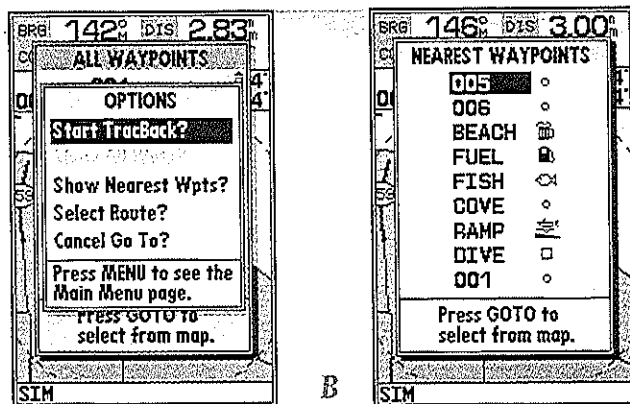 BRG 142°M DIS 2.83nm
ALL WAYPOINTS
OPTIONS
Start TracBack?
Show Nearest Wpts?
Select Route?
Cancel Go To?
Press MENU to see the
Main Menu page.
Press GOTO to
select from map.
SIM
B
BRG 146°M DIS 3.00nm
NEAREST WAYPOINTS
005
006
BEACH
FUEL
FISH
COVE
RAMP
DIVE
001
Press GOTO to
select from map.
SIM